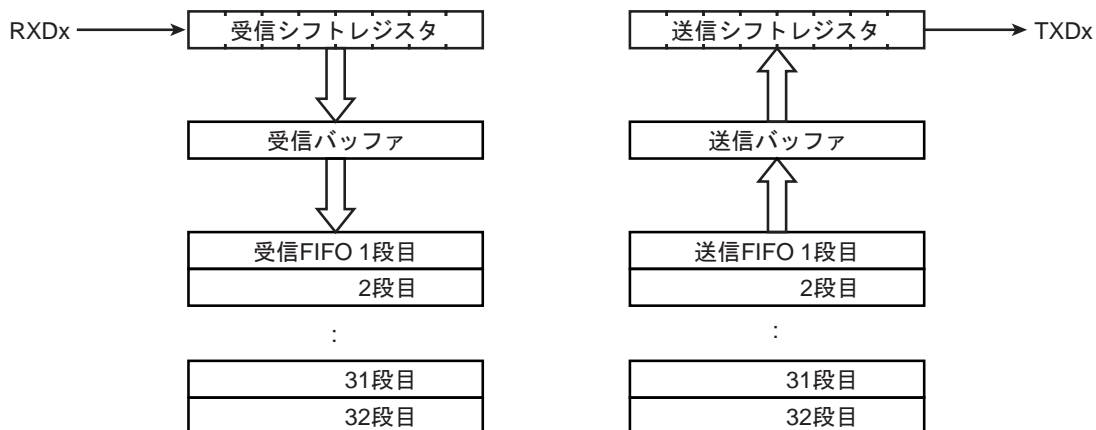 RXDx
受信シフトレジスタ
受信バッファ
受信FIFO 1段目
2段目
:
31段目
32段目
送信シフトレジスタ
TXDx
送信バッファ
送信FIFO 1段目
2段目
:
31段目
32段目